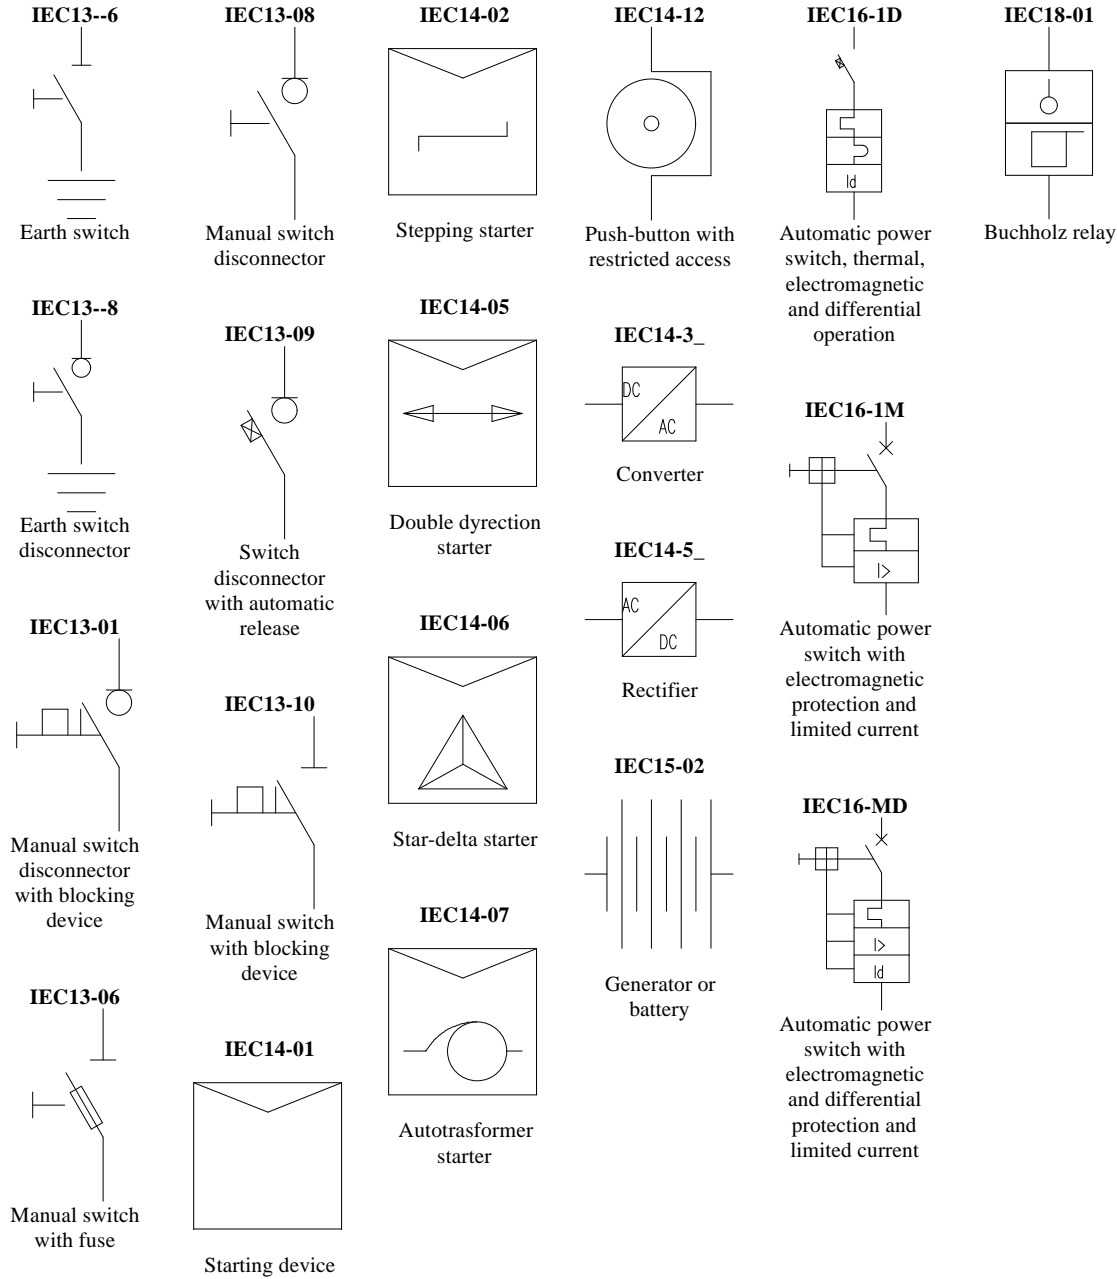 IEC13--6
Earth switch
IEC13--8
Earth switch
disconnector
IEC13-01
Manual switch
disconnector
with blocking
device
IEC13-06
Manual switch
with fuse
IEC13-08
Manual switch
disconnector
IEC13-09
Switch
disconnector
with automatic
release
IEC13-10
Manual switch
with blocking
device
IEC14-01
Starting device
IEC14-02
Stepping starter
IEC14-05
Double dyrection
starter
IEC14-06
Star-delta starter
IEC14-07
Autotrasformer
starter
IEC14-12
Push-button with
restricted access
IEC14-3_
DC
AC
Converter
IEC14-5_
AC
DC
Rectifier
IEC15-02
Generator or
battery
IEC16-1D
Id
Automatic power
switch, thermal,
electromagnetic
and differential
operation
IEC16-1M
I>
Automatic power
switch with
electromagnetic
protection and
limited current
IEC16-MD
I>
Id
Automatic power
switch with
electromagnetic
and differential
protection and
limited current
IEC18-01
Buchholz relay